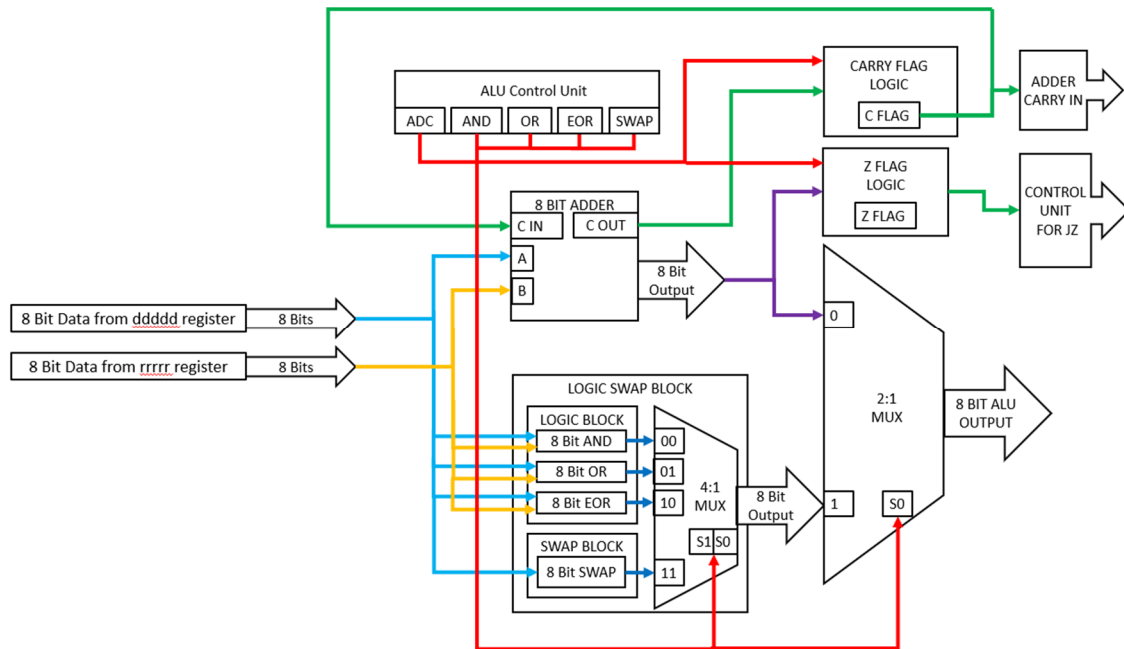 ALU Control Unit
ADC AND OR EOR SWAP
CARRY FLAG
LOGIC
C FLAG
ADDER
CARRY IN
Z FLAG
LOGIC
Z FLAG
CONTROL
UNIT
FOR JZ
8 BIT ADDER
C IN C OUT
A
B
8 Bit
Output
8 Bit Data from ddddd register
8 Bits
8 Bit Data from rrrrr register
8 Bits
LOGIC SWAP BLOCK
LOGIC BLOCK
8 Bit AND
8 Bit OR
8 Bit EOR
SWAP BLOCK
8 Bit SWAP
00
01
10
11
4:1
MUX
S1 S0
8 Bit
Output
0
1
2:1
MUX
S0
8 BIT ALU
OUTPUT